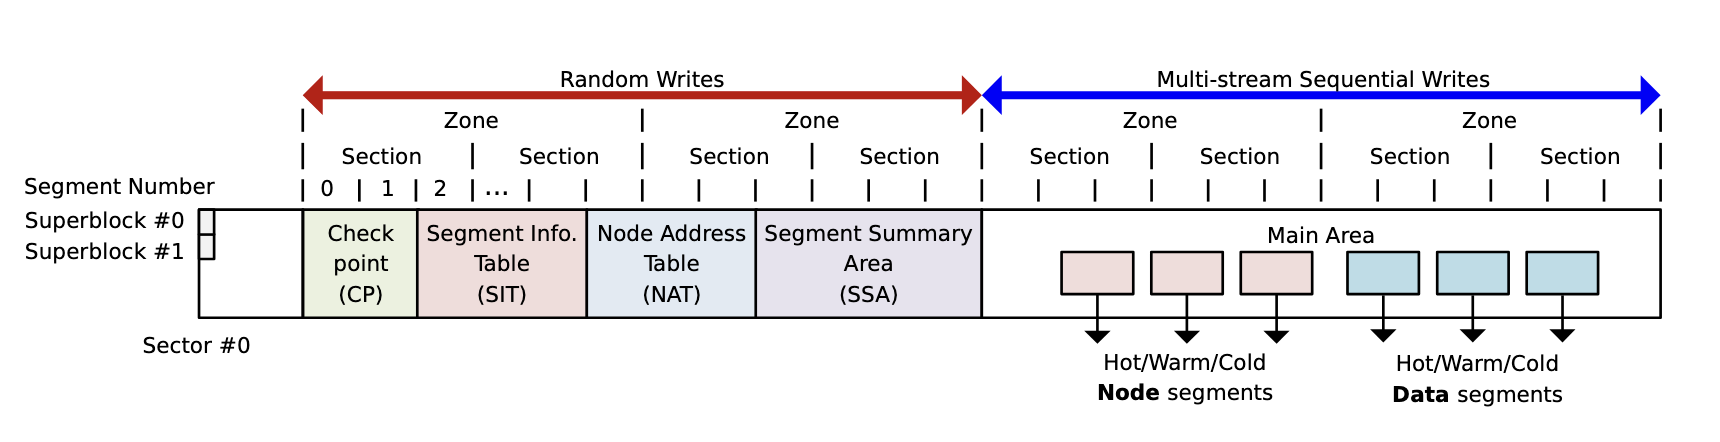 Random Writes
Multi-stream Sequential Writes
Zone
Zone
Zone
Zone
Section
Section
Section
Section
Section
Section
Section
Section
Segment Number
0
1
2
...
Superblock #0
Superblock #1
Check
point
(CP)
Segment Info.
Table
(SIT)
Node Address
Table
(NAT)
Segment Summary
Area
(SSA)
Main Area
Sector #0
Hot/Warm/Cold
Node segments
Hot/Warm/Cold
Data segments